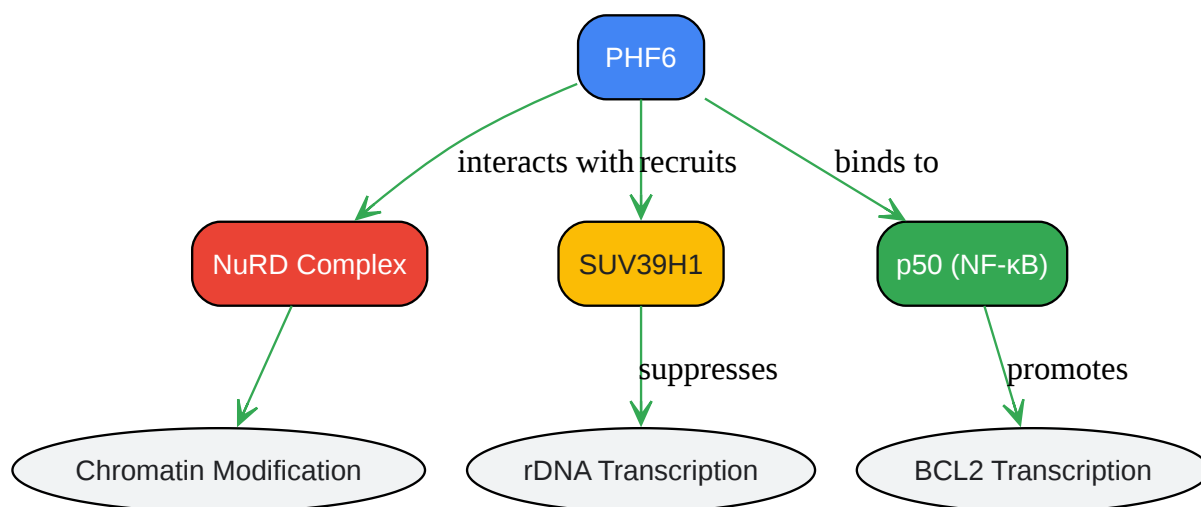 PHF6
interacts with
recruits
binds to
NuRD Complex
SUV39H1
p50 (NF-κB)
suppresses
promotes
Chromatin Modification
rDNA Transcription
BCL2 Transcription